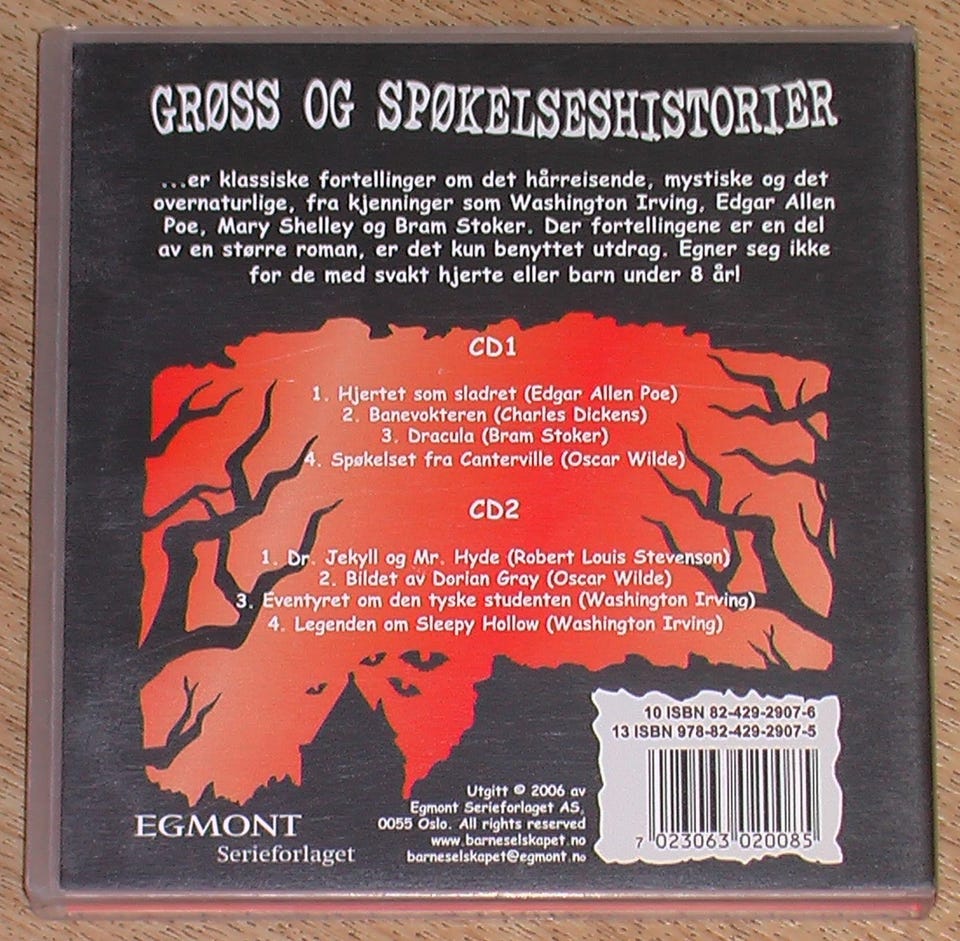 GRØSS OG SPØKELSESHISTORIER
...er klassiske fortellinger om det hårreisende, mystiske og det
overnaturlige, fra kjenninger som Washington Irving, Edgar Allen
Poe, Mary Shelley og Bram Stoker. Der fortellingene er en del
av en større roman, er det kun benyttet utdrag. Egner seg ikke
for de med svakt hjerte eller barn under 8 år!
CD1
1. Hjertet som sladret (Edgar Allen Poe)
2. Banevokteren (Charles Dickens)
3. Dracula (Bram Stoker)
4. Spøkelset fra Canterville (Oscar Wilde)
CD2
1. Dr. Jekyll og Mr. Hyde (Robert Louis Stevenson)
2. Bildet av Dorian Gray (Oscar Wilde)
3. Eventyret om den tyske studenten (Washington Irving)
4. Legenden om Sleepy Hollow (Washington Irving)
EGMONT
Serieforlaget
Utgitt © 2006 av
Egmont Serieforlaget AS,
0055 Oslo. All rights reserved
www.barneselskapet.no
barneselskapet@egmont.no
10 ISBN 82-429-2907-6
13 ISBN 978-82-429-2907-5
7 023063 020085